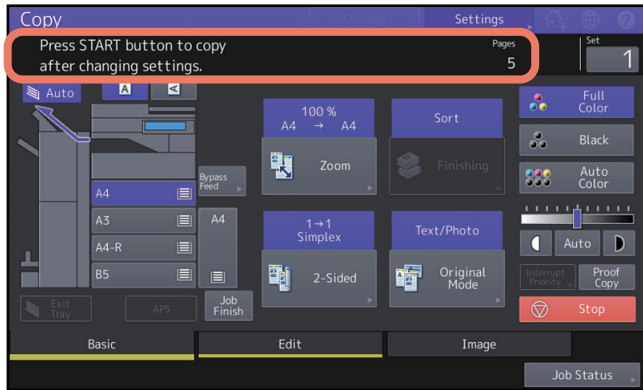 Copy
Storage
Settings
Press START button to copy
after changing settings.
Pages
5
Set
1
Auto
A
A
100 %
A4 → A4
Zoom
Sort
Finishing
Full
Color
Black
Auto
Color
Bypass
Feed
A4
A3
A4-R
B5
A4
1→1
Simplex
2-Sided
Text/Photo
Original
Mode
Auto
Interrupt
Priority
Proof
Copy
Exit
Tray
APS
Job
Finish
Stop
Basic
Edit
Image
Job Status